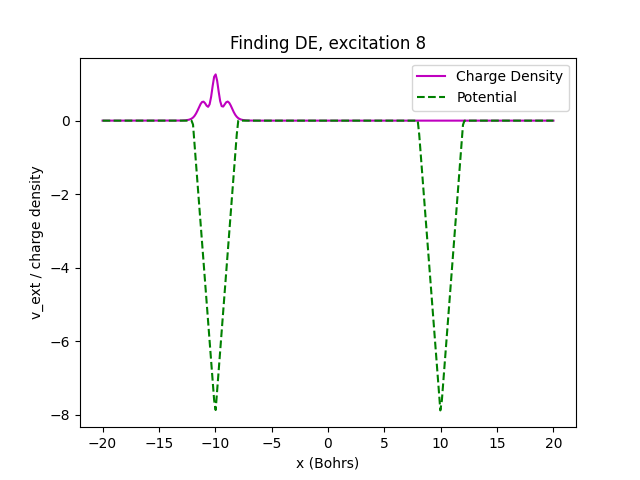 Finding DE, excitation 8
Charge Density
Potential
v_ext / charge density
0
−2
−4
−6
−8
−20
−15
−10
−5
0
5
10
15
20
x (Bohrs)